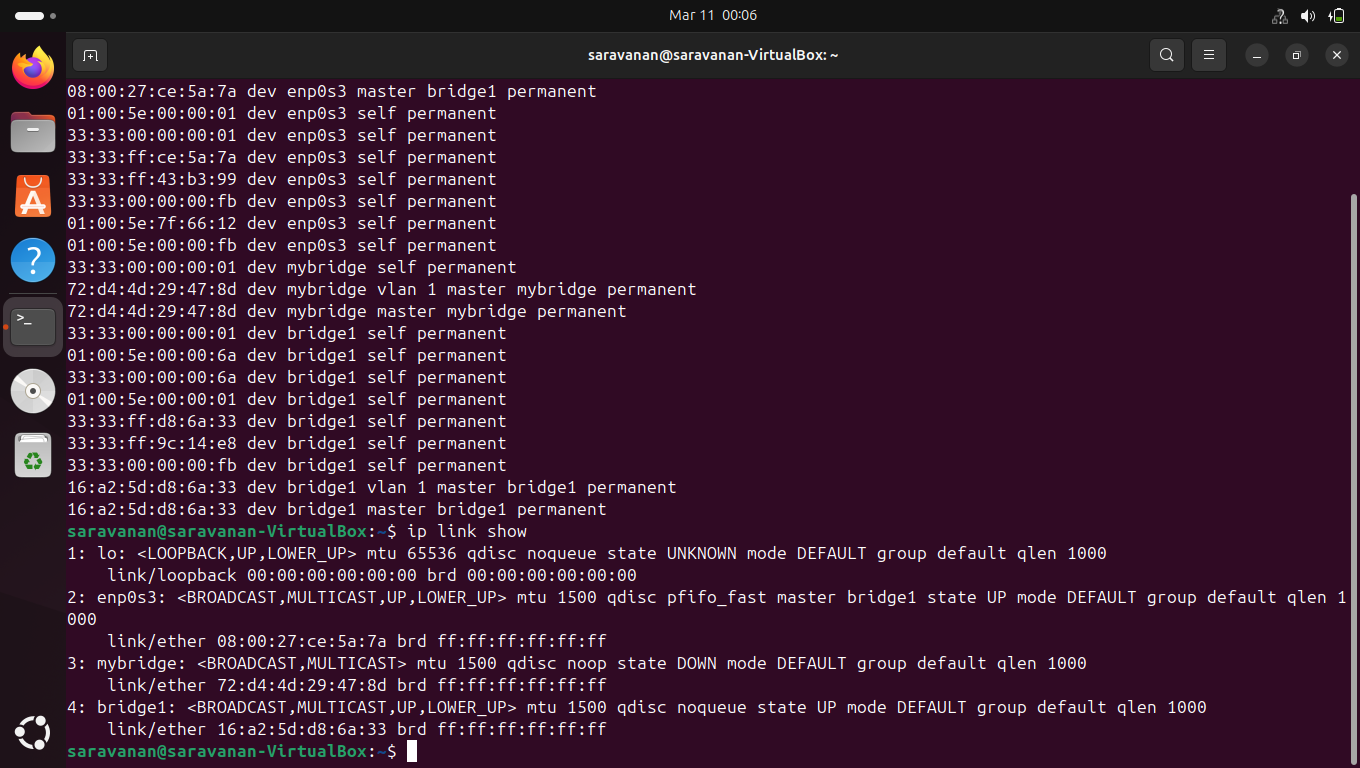 Mar 11 00:06
saravanan@saravanan-VirtualBox: ~
08:00:27:ce:5a:7a dev enp0s3 master bridge1 permanent
01:00:5e:00:00:01 dev enp0s3 self permanent
33:33:00:00:00:01 dev enp0s3 self permanent
33:33:ff:ce:5a:7a dev enp0s3 self permanent
33:33:ff:43:b3:99 dev enp0s3 self permanent
33:33:00:00:00:fb dev enp0s3 self permanent
01:00:5e:7f:66:12 dev enp0s3 self permanent
01:00:5e:00:00:fb dev enp0s3 self permanent
33:33:00:00:00:01 dev mybridge self permanent
72:d4:4d:29:47:8d dev mybridge vlan 1 master mybridge permanent
72:d4:4d:29:47:8d dev mybridge master mybridge permanent
33:33:00:00:00:01 dev bridge1 self permanent
01:00:5e:00:00:6a dev bridge1 self permanent
33:33:00:00:00:6a dev bridge1 self permanent
01:00:5e:00:00:01 dev bridge1 self permanent
33:33:ff:d8:6a:33 dev bridge1 self permanent
33:33:ff:9c:14:e8 dev bridge1 self permanent
33:33:00:00:00:fb dev bridge1 self permanent
16:a2:5d:d8:6a:33 dev bridge1 vlan 1 master bridge1 permanent
16:a2:5d:d8:6a:33 dev bridge1 master bridge1 permanent
saravanan@saravanan-VirtualBox:~$ ip link show
1: lo: <LOOPBACK,UP,LOWER_UP> mtu 65536 qdisc noqueue state UNKNOWN mode DEFAULT group default qlen 1000
    link/loopback 00:00:00:00:00:00 brd 00:00:00:00:00:00
2: enp0s3: <BROADCAST,MULTICAST,UP,LOWER_UP> mtu 1500 qdisc pfifo_fast master bridge1 state UP mode DEFAULT group default qlen 1
000
    link/ether 08:00:27:ce:5a:7a brd ff:ff:ff:ff:ff:ff
3: mybridge: <BROADCAST,MULTICAST> mtu 1500 qdisc noop state DOWN mode DEFAULT group default qlen 1000
    link/ether 72:d4:4d:29:47:8d brd ff:ff:ff:ff:ff:ff
4: bridge1: <BROADCAST,MULTICAST,UP,LOWER_UP> mtu 1500 qdisc noqueue state UP mode DEFAULT group default qlen 1000
    link/ether 16:a2:5d:d8:6a:33 brd ff:ff:ff:ff:ff:ff
saravanan@saravanan-VirtualBox:~$